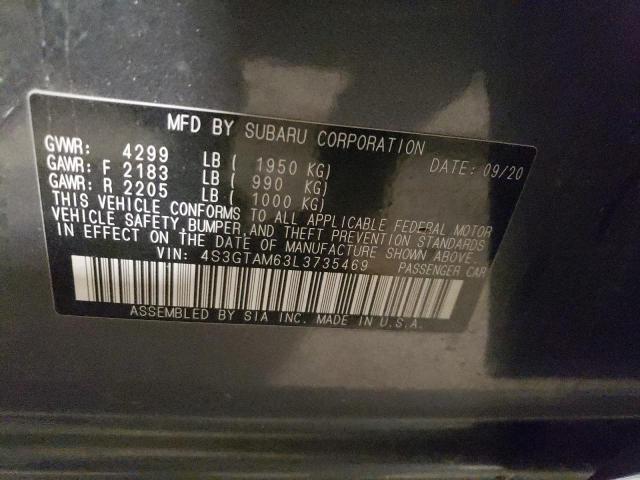 MFD BY SUBARU CORPORATION
GVWR: 4299 LB ( 1950 KG) DATE: 09/20
GAWR: F 2183 LB ( 990 KG)
GAWR: R 2205 LB ( 1000 KG)
THIS VEHICLE CONFORMS TO ALL APPLICABLE FEDERAL MOTOR
VEHICLE SAFETY, BUMPER, AND THEFT PREVENTION STANDARDS
IN EFFECT ON THE DATE OF MANUFACTURE SHOWN ABOVE.
VIN: 4S3GTAM63L3735469 PASSENGER CAR
ASSEMBLED BY SIA INC. MADE IN U.S.A.